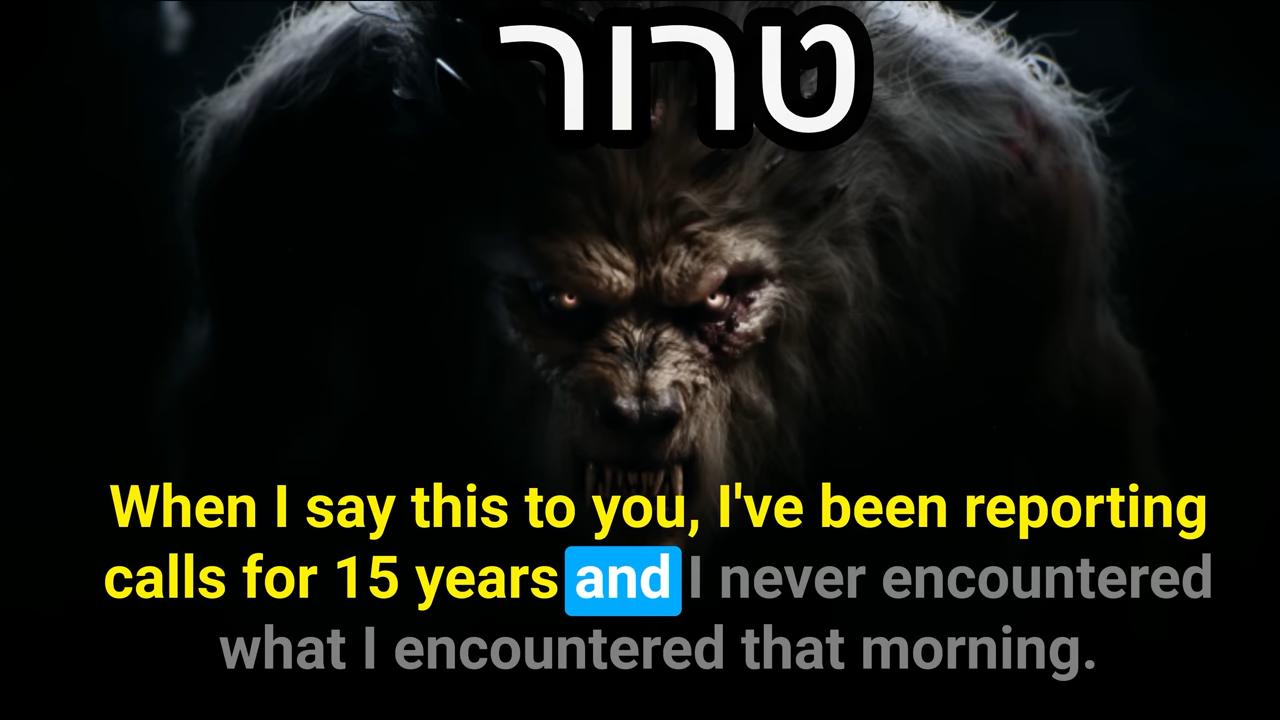 טרור
When I say this to you, I've been reporting
calls for 15 years and I never encountered
what I encountered that morning.